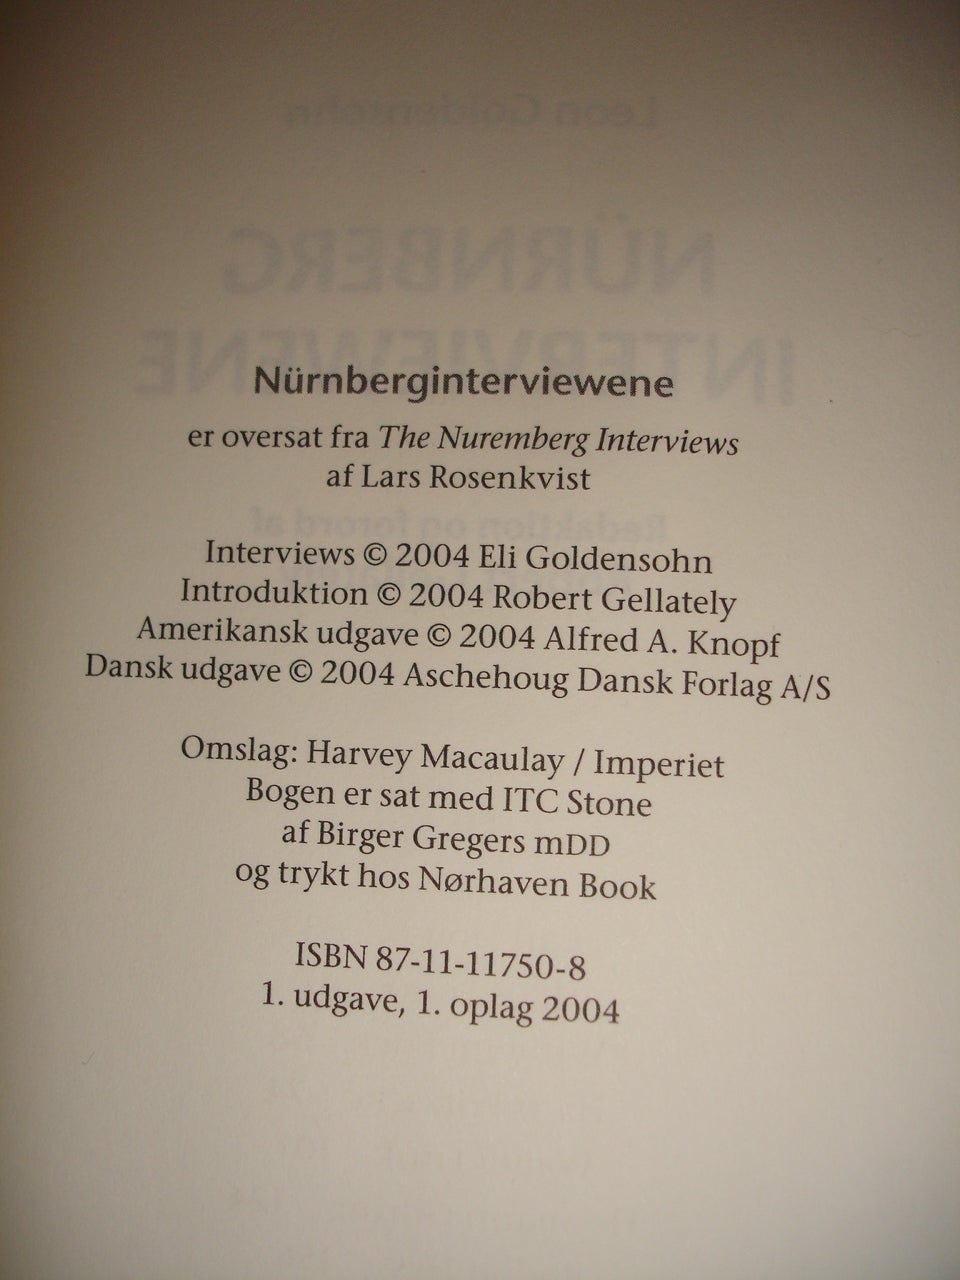 Nürnberginterviewene
er oversat fra The Nuremberg Interviews
af Lars Rosenkvist
Interviews © 2004 Eli Goldensohn
Introduktion © 2004 Robert Gellately
Amerikansk udgave © 2004 Alfred A. Knopf
Dansk udgave © 2004 Aschehoug Dansk Forlag A/S
Omslag: Harvey Macaulay / Imperiet
Bogen er sat med ITC Stone
af Birger Gregers mDD
og trykt hos Nørhaven Book
ISBN 87-11-11750-8
1. udgave, 1. oplag 2004